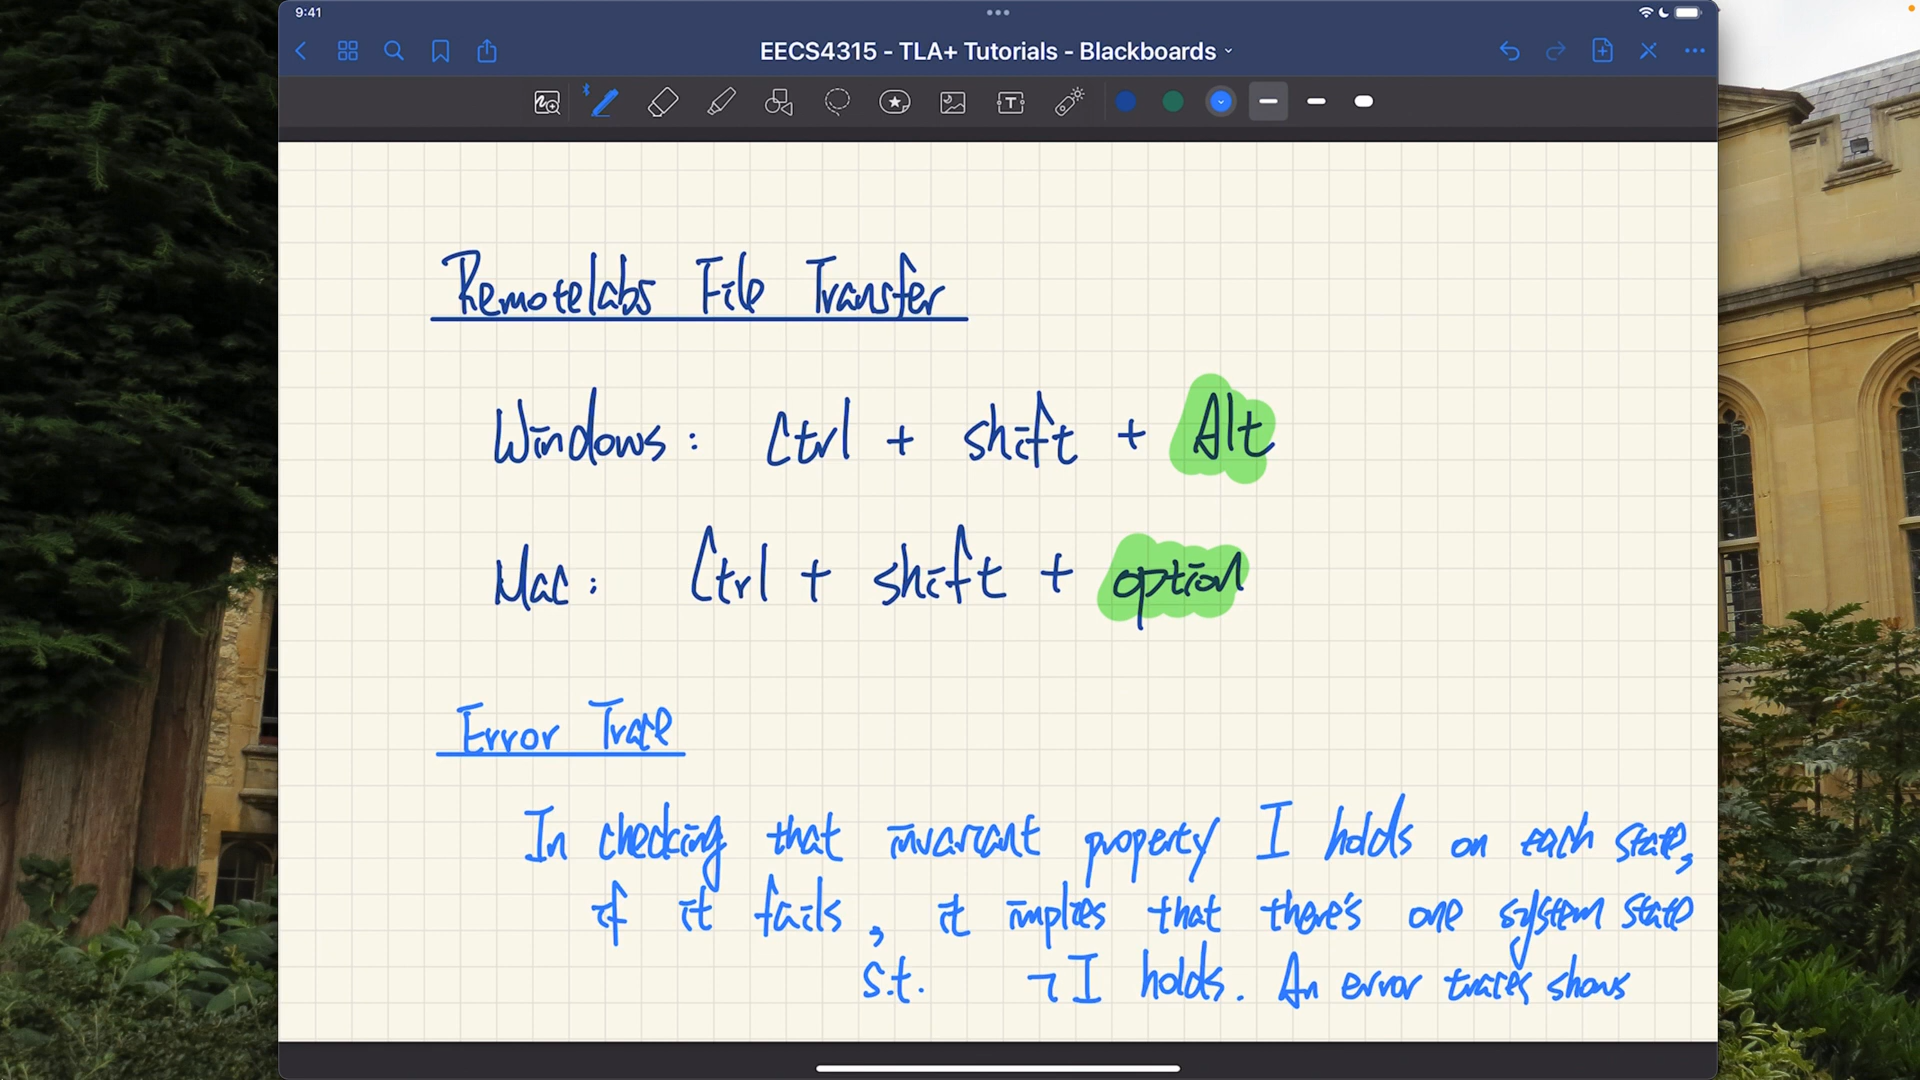 9:41
EECS4315 - TLA+ Tutorials - Blackboards
Remotelabs File Transfer
Windows: Ctrl + shift + Alt
Mac: Ctrl + shift + option
Error Trace
In checking that invariant property I holds on each state,
if it fails, it implies that there's one system state
s.t. ¬I holds. An error traces shows